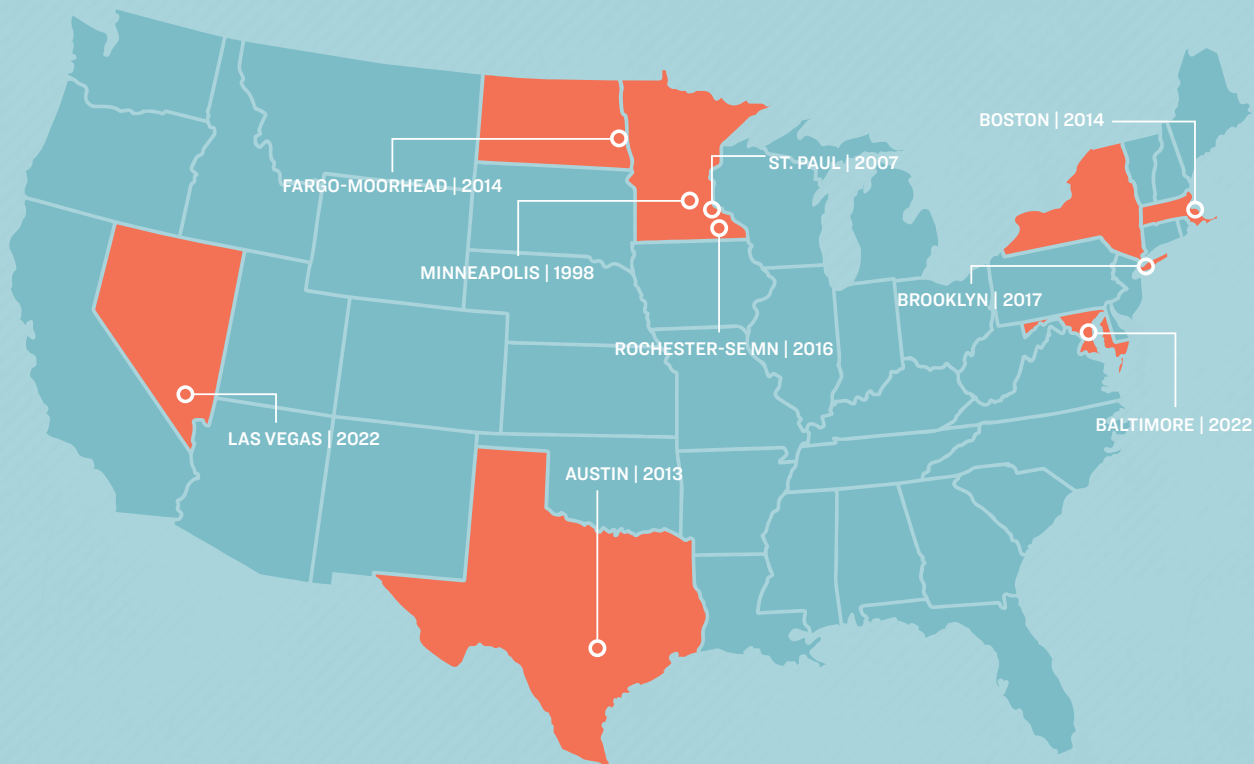 BOSTON | 2014
ST. PAUL | 2007
FARGO-MOORHEAD | 2014
MINNEAPOLIS | 1998
BROOKLYN | 2017
ROCHESTER-SE MN | 2016
BALTIMORE | 2022
LAS VEGAS | 2022
AUSTIN | 2013